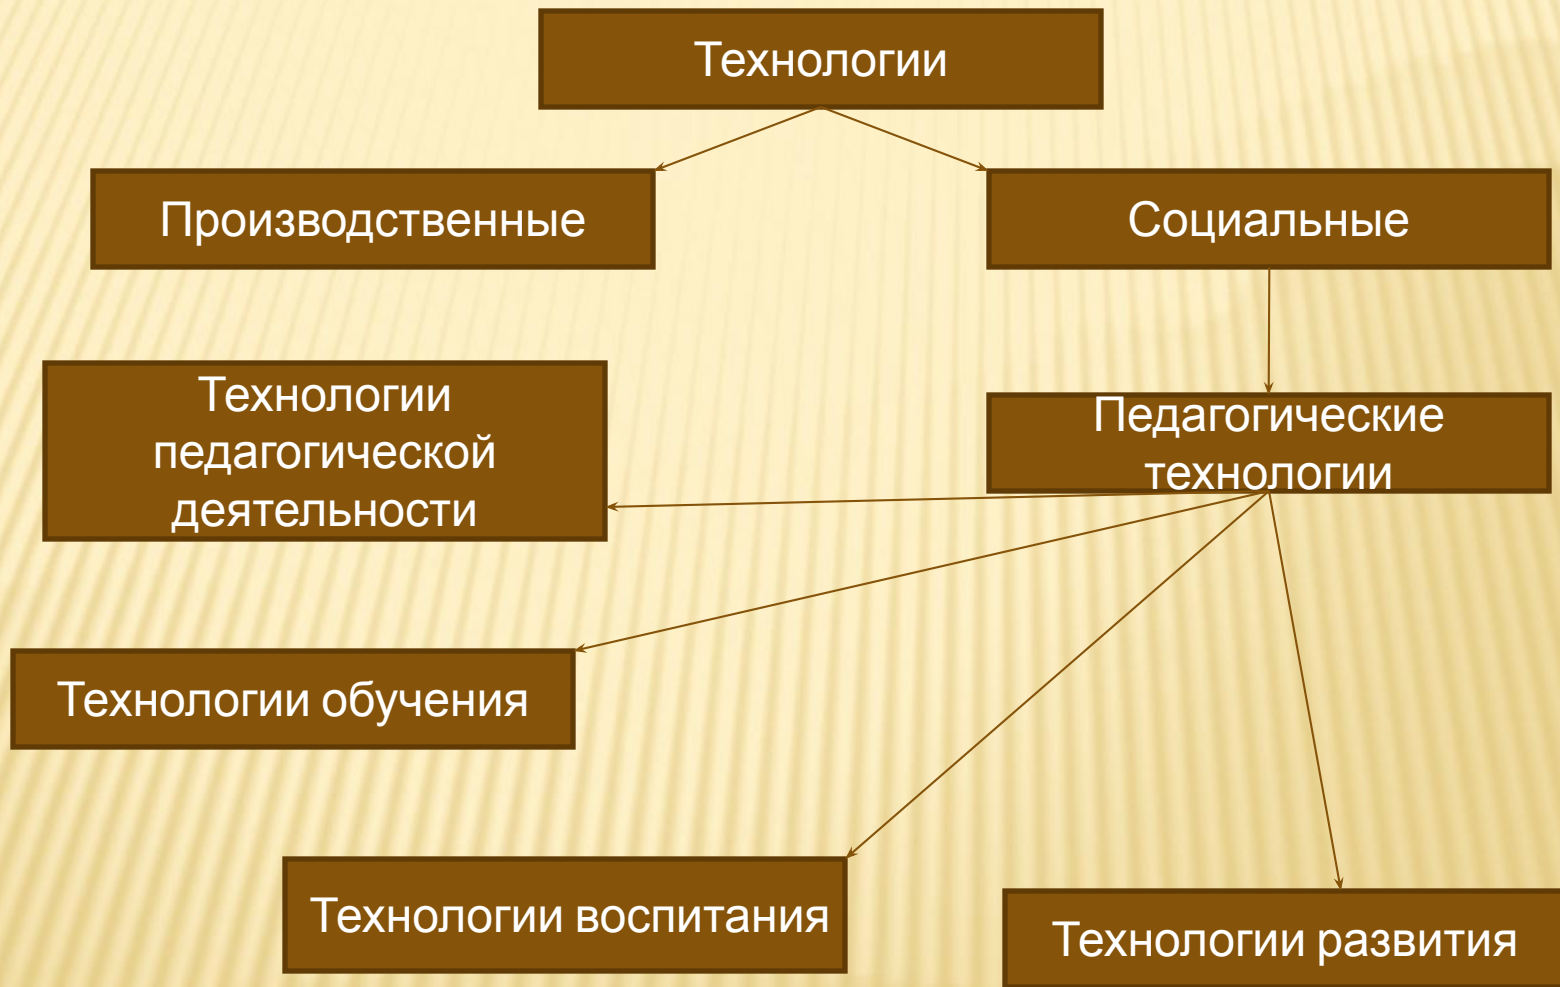 Технологии
Производственные
Социальные
Технологии
педагогической
деятельности
Педагогические
технологии
Технологии обучения
Технологии воспитания
Технологии развития